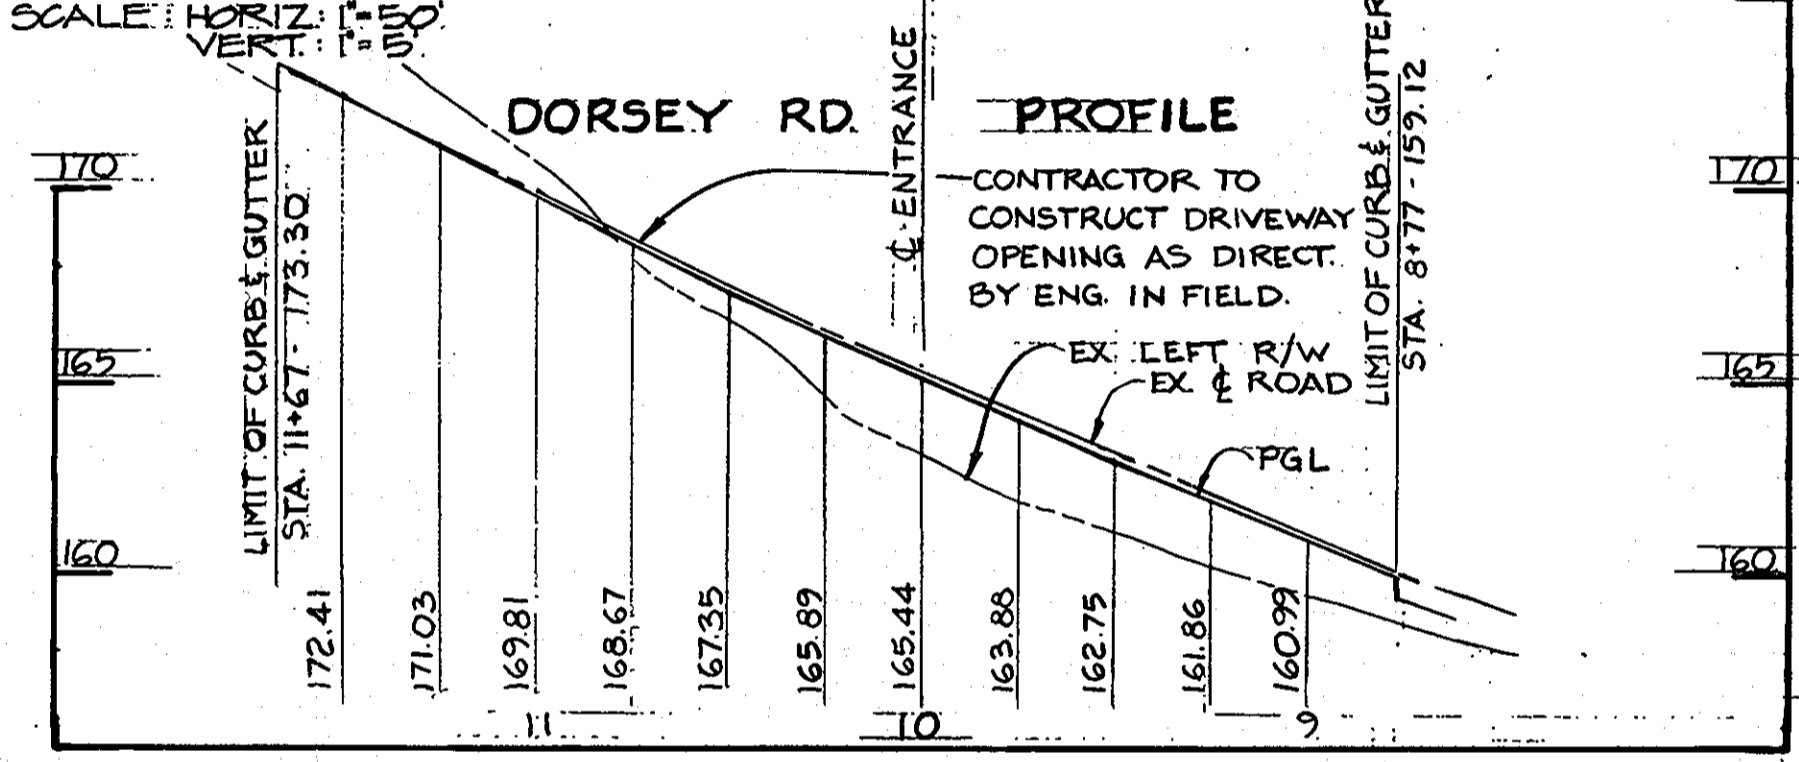 SCALE: HORIZ: 1"=50'
VERT.: 1"=5'
DORSEY RD. PROFILE
LIMIT OF CURB & GUTTER
STA. 11+67 - 173.30
℄ ENTRANCE
CONTRACTOR TO
CONSTRUCT DRIVEWAY
OPENING AS DIRECT.
BY ENG. IN FIELD.
LIMIT OF CURB & GUTTER
STA. 8+77 - 159.12
EX. LEFT R/W
EX. ℄ ROAD
PGL
170
165
160
170
165
160
172.41
171.03
169.81
168.67
167.35
165.89
165.44
163.88
162.75
161.86
160.99
11
10
9